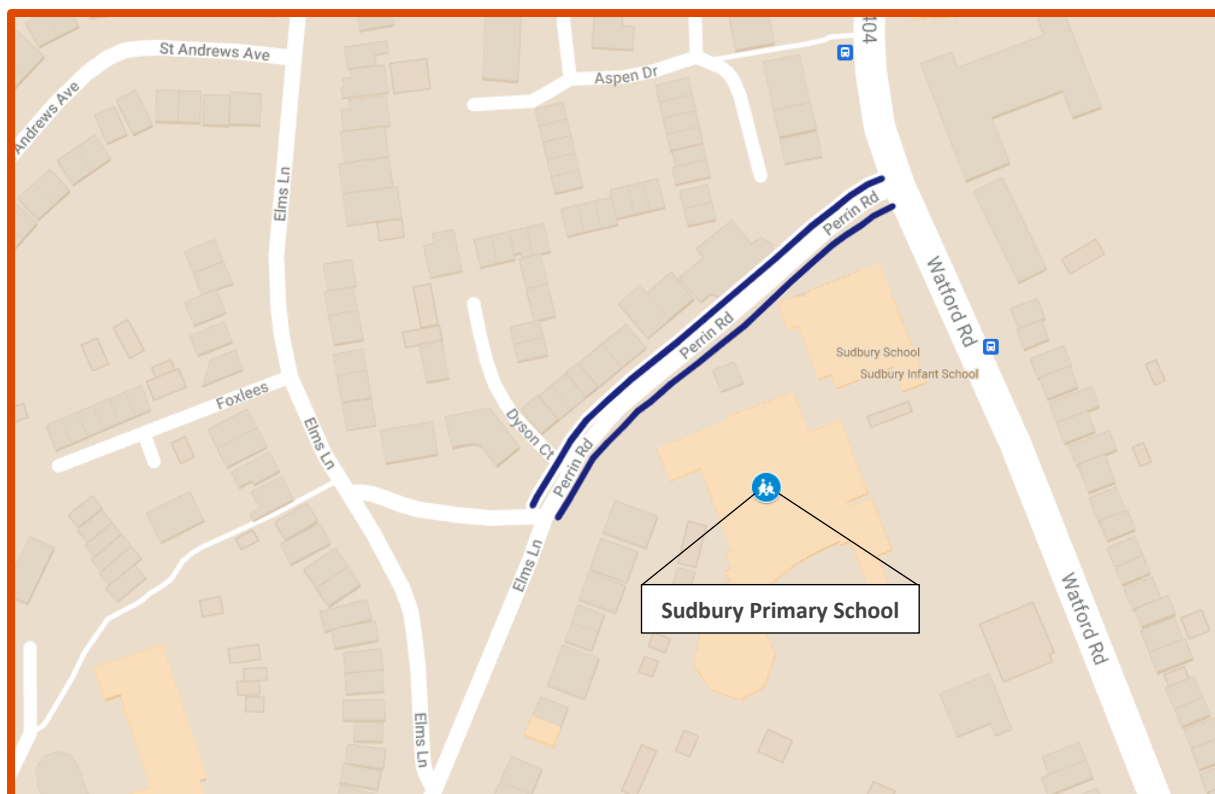 St Andrews Ave
Andrews Ave
404
Aspen Dr
Elms Ln
Perrin Rd
Watford Rd
Perrin Rd
Sudbury School
Sudbury Infant School
Foxlees
Dyson Ct
Elms Ln
Perrin Rd
Elms Ln
Sudbury Primary School
Watford Rd
Elms Ln